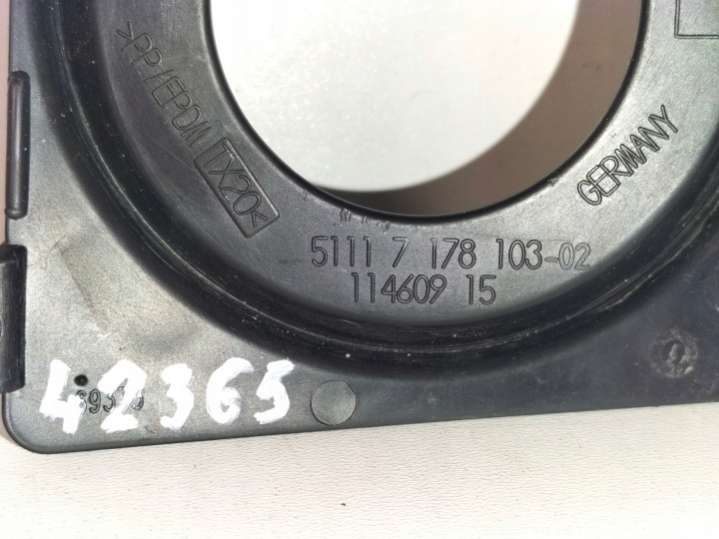 >PP/EPDM TX20<
GERMANY
5111 7 178 103-02
114609 15
42365